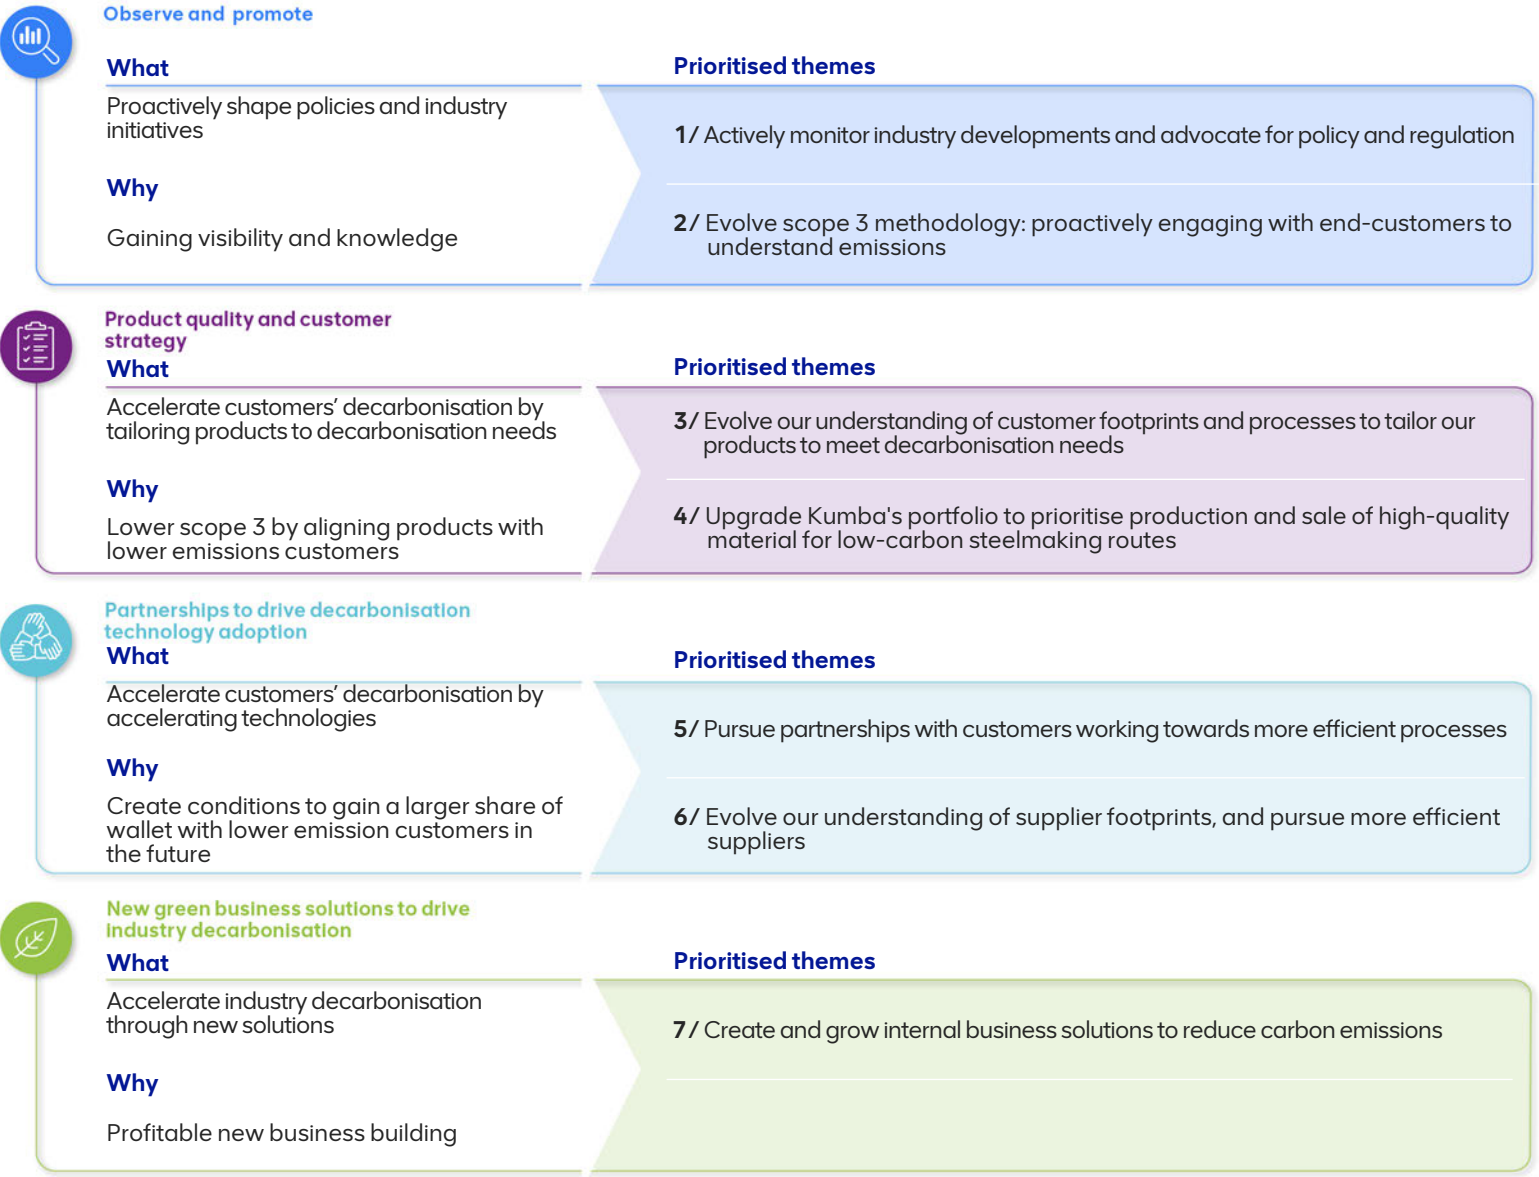 Observe and promote
What
Proactively shape policies and industry
initiatives
Why
Gaining visibility and knowledge
Prioritised themes
1/ Actively monitor industry developments and advocate for policy and regulation
2/ Evolve scope 3 methodology: proactively engaging with end-customers to
understand emissions
Product quality and customer
strategy
What
Accelerate customers’ decarbonisation by
tailoring products to decarbonisation needs
Why
Lower scope 3 by aligning products with
lower emissions customers
Prioritised themes
3/ Evolve our understanding of customer footprints and processes to tailor our
products to meet decarbonisation needs
4/ Upgrade Kumba's portfolio to prioritise production and sale of high-quality
material for low-carbon steelmaking routes
Partnerships to drive decarbonisation
technology adoption
What
Accelerate customers’ decarbonisation by
accelerating technologies
Why
Create conditions to gain a larger share of
wallet with lower emission customers in
the future
Prioritised themes
5/ Pursue partnerships with customers working towards more efficient processes
6/ Evolve our understanding of supplier footprints, and pursue more efficient
suppliers
New green business solutions to drive
industry decarbonisation
What
Accelerate industry decarbonisation
through new solutions
Why
Profitable new business building
Prioritised themes
7/ Create and grow internal business solutions to reduce carbon emissions